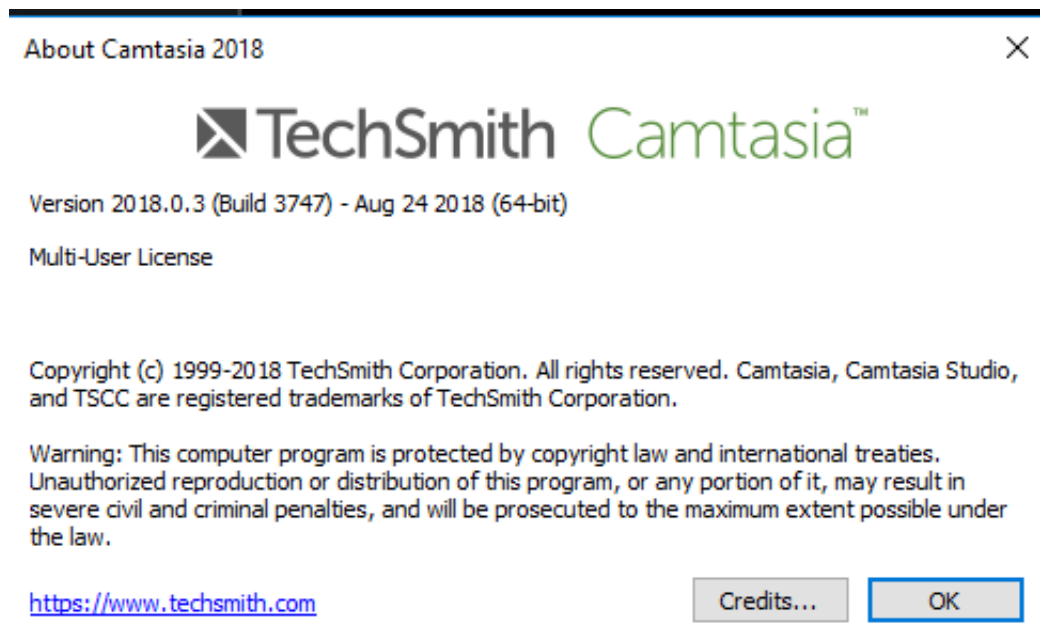 About Camtasia 2018
TechSmith Camtasia™
Version 2018.0.3 (Build 3747) - Aug 24 2018 (64-bit)
Multi-User License
Copyright (c) 1999-2018 TechSmith Corporation. All rights reserved. Camtasia, Camtasia Studio,
and TSCC are registered trademarks of TechSmith Corporation.
Warning: This computer program is protected by copyright law and international treaties.
Unauthorized reproduction or distribution of this program, or any portion of it, may result in
severe civil and criminal penalties, and will be prosecuted to the maximum extent possible under
the law.
https://www.techsmith.com Credits... OK